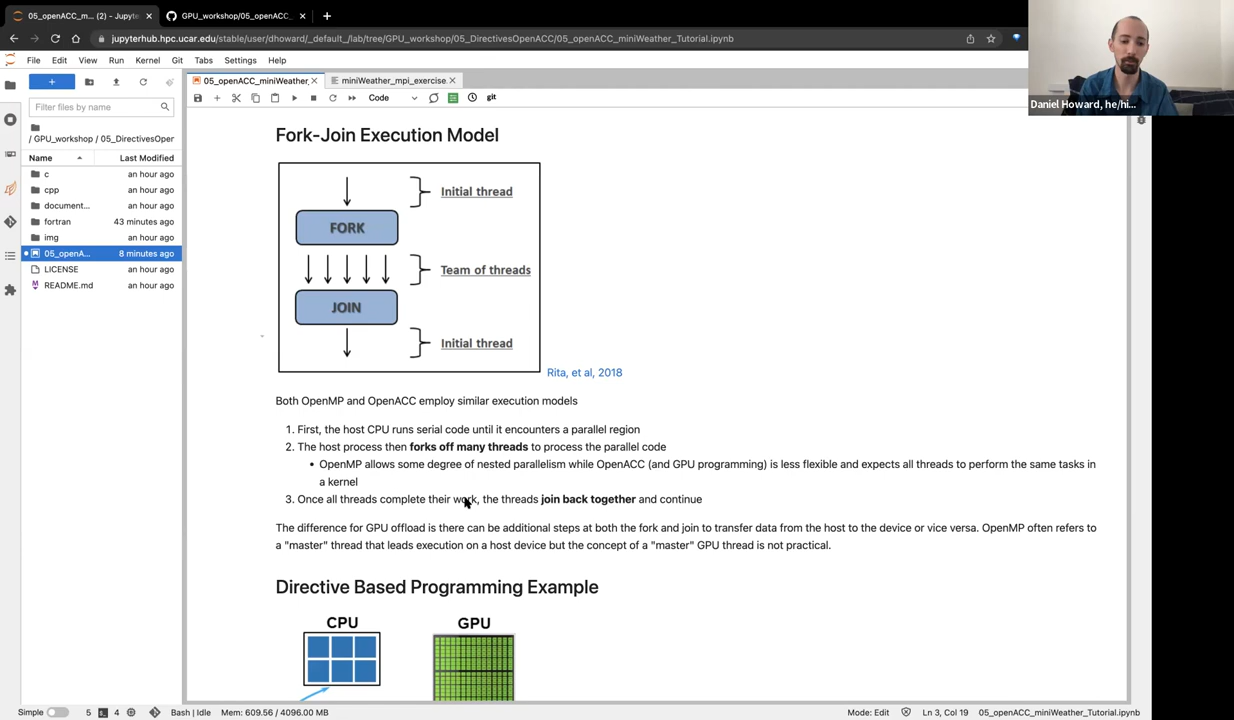 05_openACC_m... (2) - Jupyter
GPU_workshop/05_openACC_
jupyterhub.hpc.ucar.edu/stable/user/dhoward/_default_/lab/tree/GPU_workshop/05_DirectivesOpenACC/05_openACC_miniWeather_Tutorial.ipynb
Daniel Howard, he/hi...
File Edit View Run Kernel Git Tabs Settings Help
05_openACC_miniWeather_
miniWeather_mpi_exercise.
Code
git
Filter files by name
/ GPU_workshop / 05_DirectivesOper
Name Last Modified
c an hour ago
cpp an hour ago
document... an hour ago
fortran 43 minutes ago
img an hour ago
05_openA... 8 minutes ago
LICENSE an hour ago
README.md an hour ago
Fork-Join Execution Model
Initial thread
FORK
Team of threads
JOIN
Initial thread
Rita, et al, 2018
Both OpenMP and OpenACC employ similar execution models
1. First, the host CPU runs serial code until it encounters a parallel region
2. The host process then forks off many threads to process the parallel code
• OpenMP allows some degree of nested parallelism while OpenACC (and GPU programming) is less flexible and expects all threads to perform the same tasks in
a kernel
3. Once all threads complete their work, the threads join back together and continue
The difference for GPU offload is there can be additional steps at both the fork and join to transfer data from the host to the device or vice versa. OpenMP often refers to
a "master" thread that leads execution on a host device but the concept of a "master" GPU thread is not practical.
Directive Based Programming Example
CPU
GPU
Simple 5 4 Bash | Idle Mem: 609.56 / 4096.00 MB
Mode: Edit Ln 3, Col 19 05_openACC_miniWeather_Tutorial.ipynb